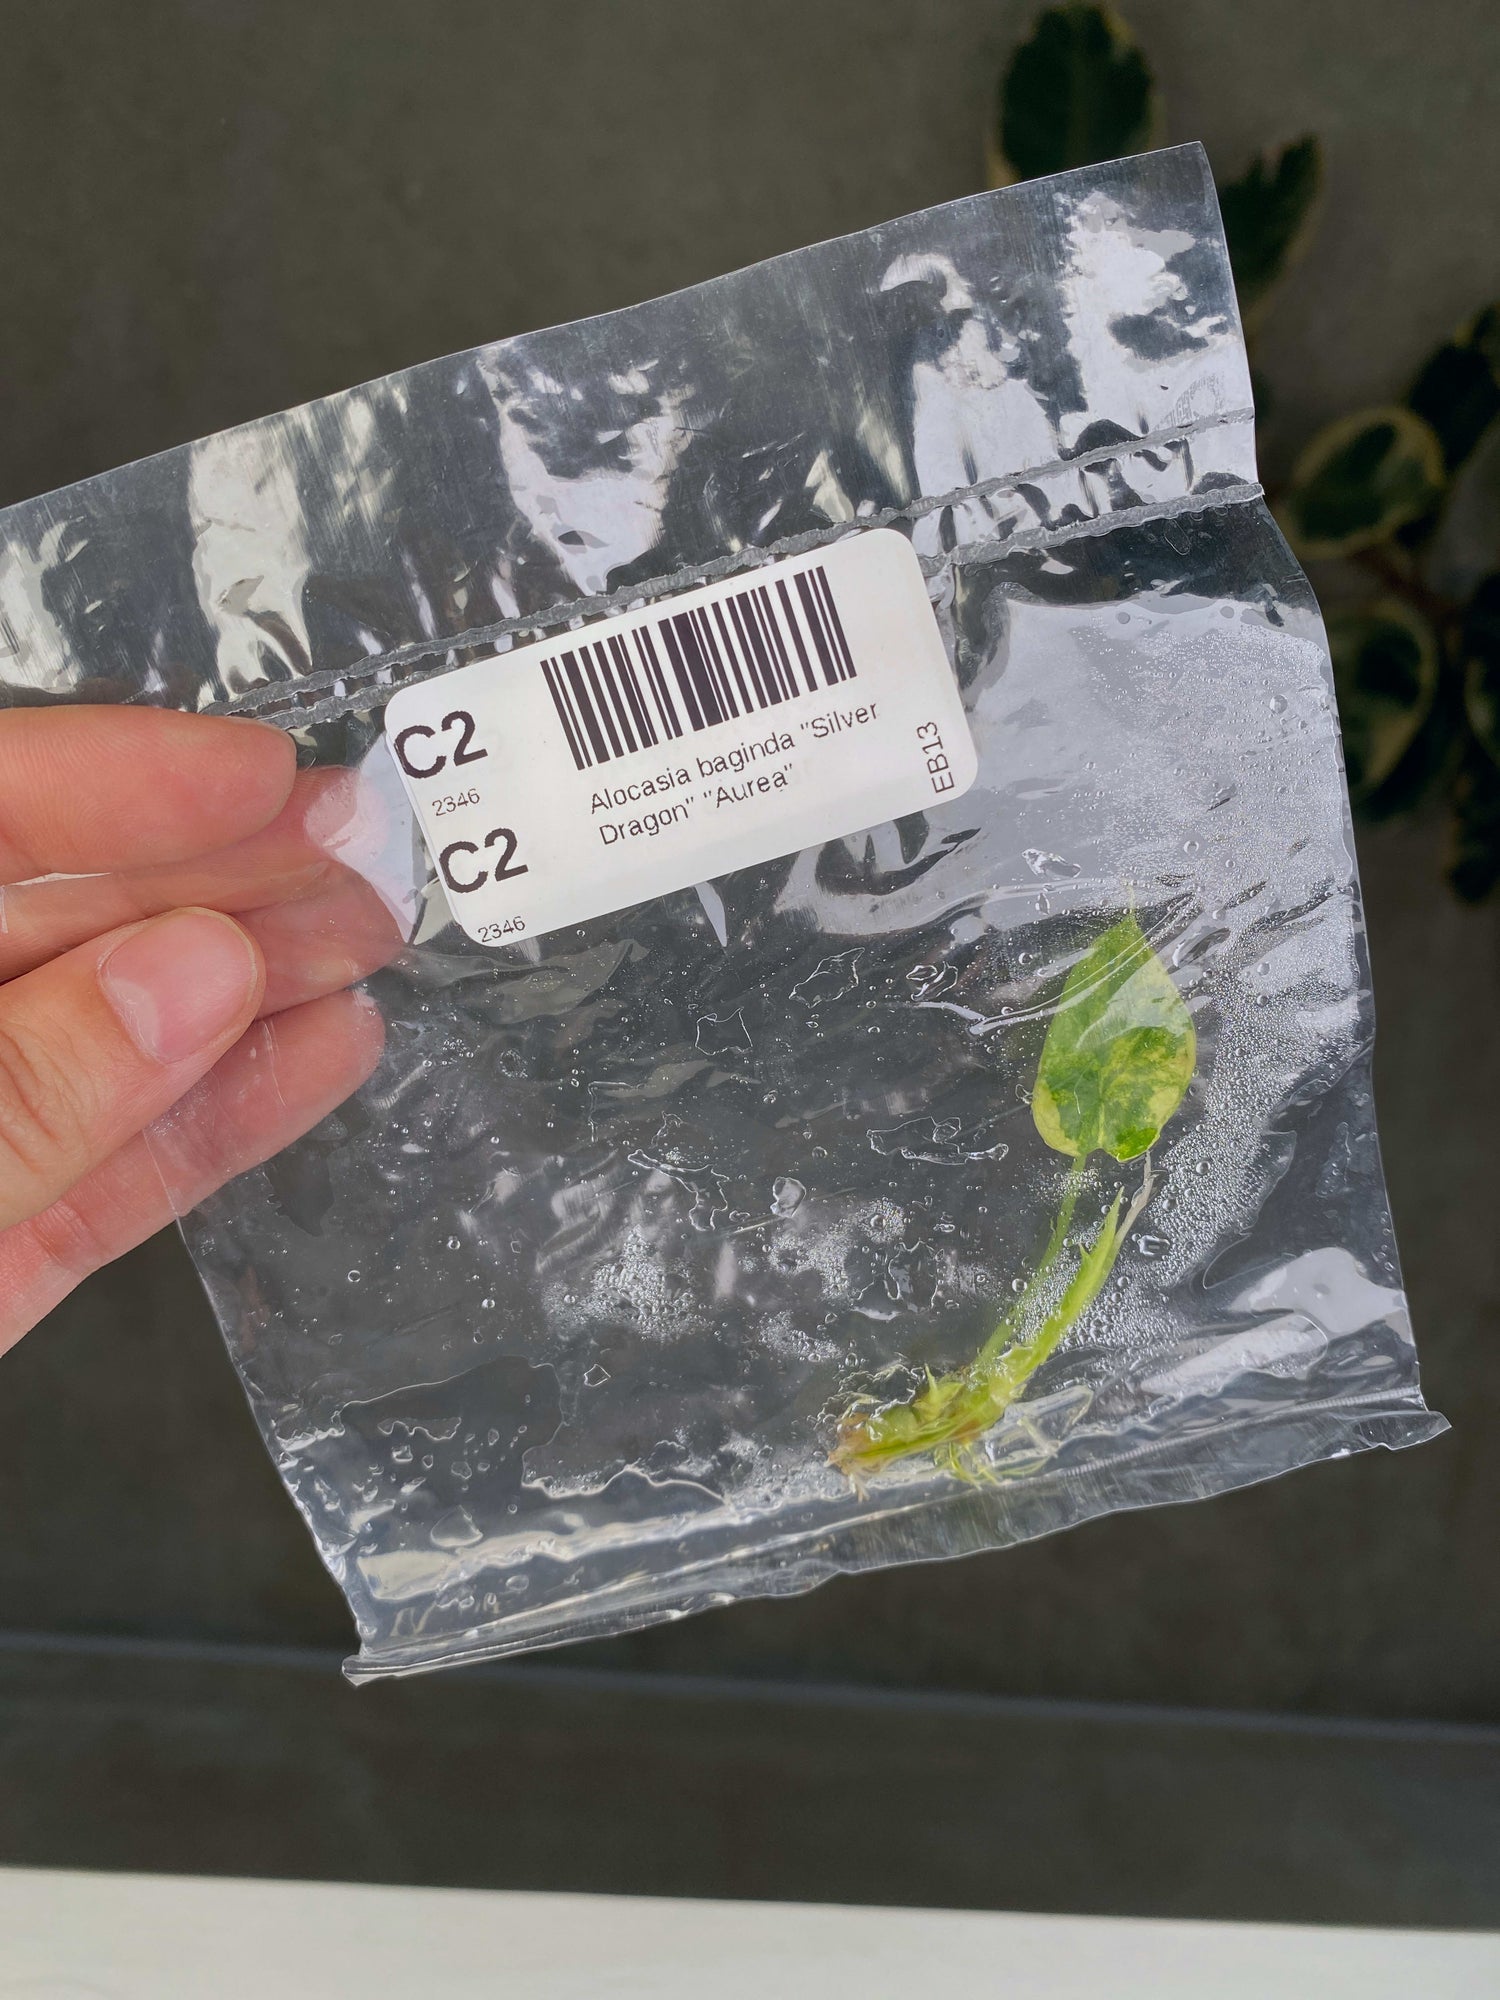 C2
2346
C2
2346
Alocasia baginda "Silver
Dragon" "Aurea"
EB13